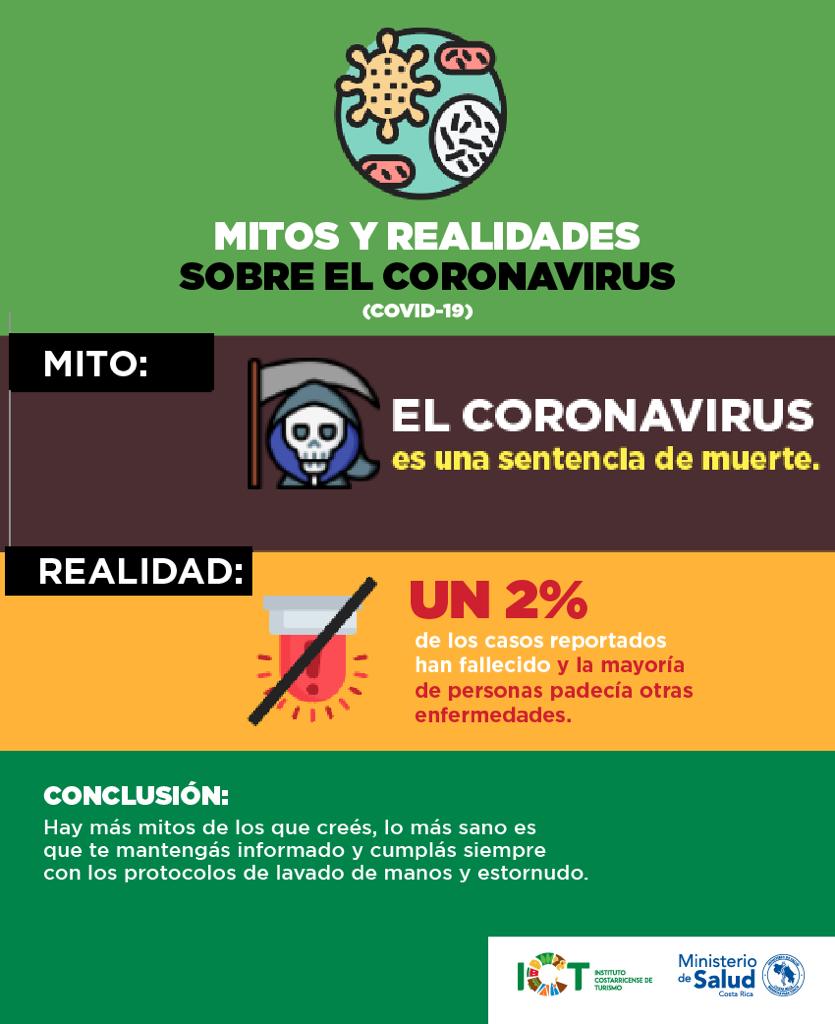 MITOS Y REALIDADES
SOBRE EL CORONAVIRUS
(COVID-19)
MITO:
EL CORONAVIRUS
es una sentencia de muerte.
REALIDAD:
UN 2%
de los casos reportados
han fallecido y la mayoría
de personas padecía otras
enfermedades.
CONCLUSIÓN:
Hay más mitos de los que creés, lo más sano es
que te mantengás informado y cumplás siempre
con los protocolos de lavado de manos y estornudo.
ICT
INSTITUTO
COSTARRICENSE DE
TURISMO
Ministerio
de Salud
Costa Rica